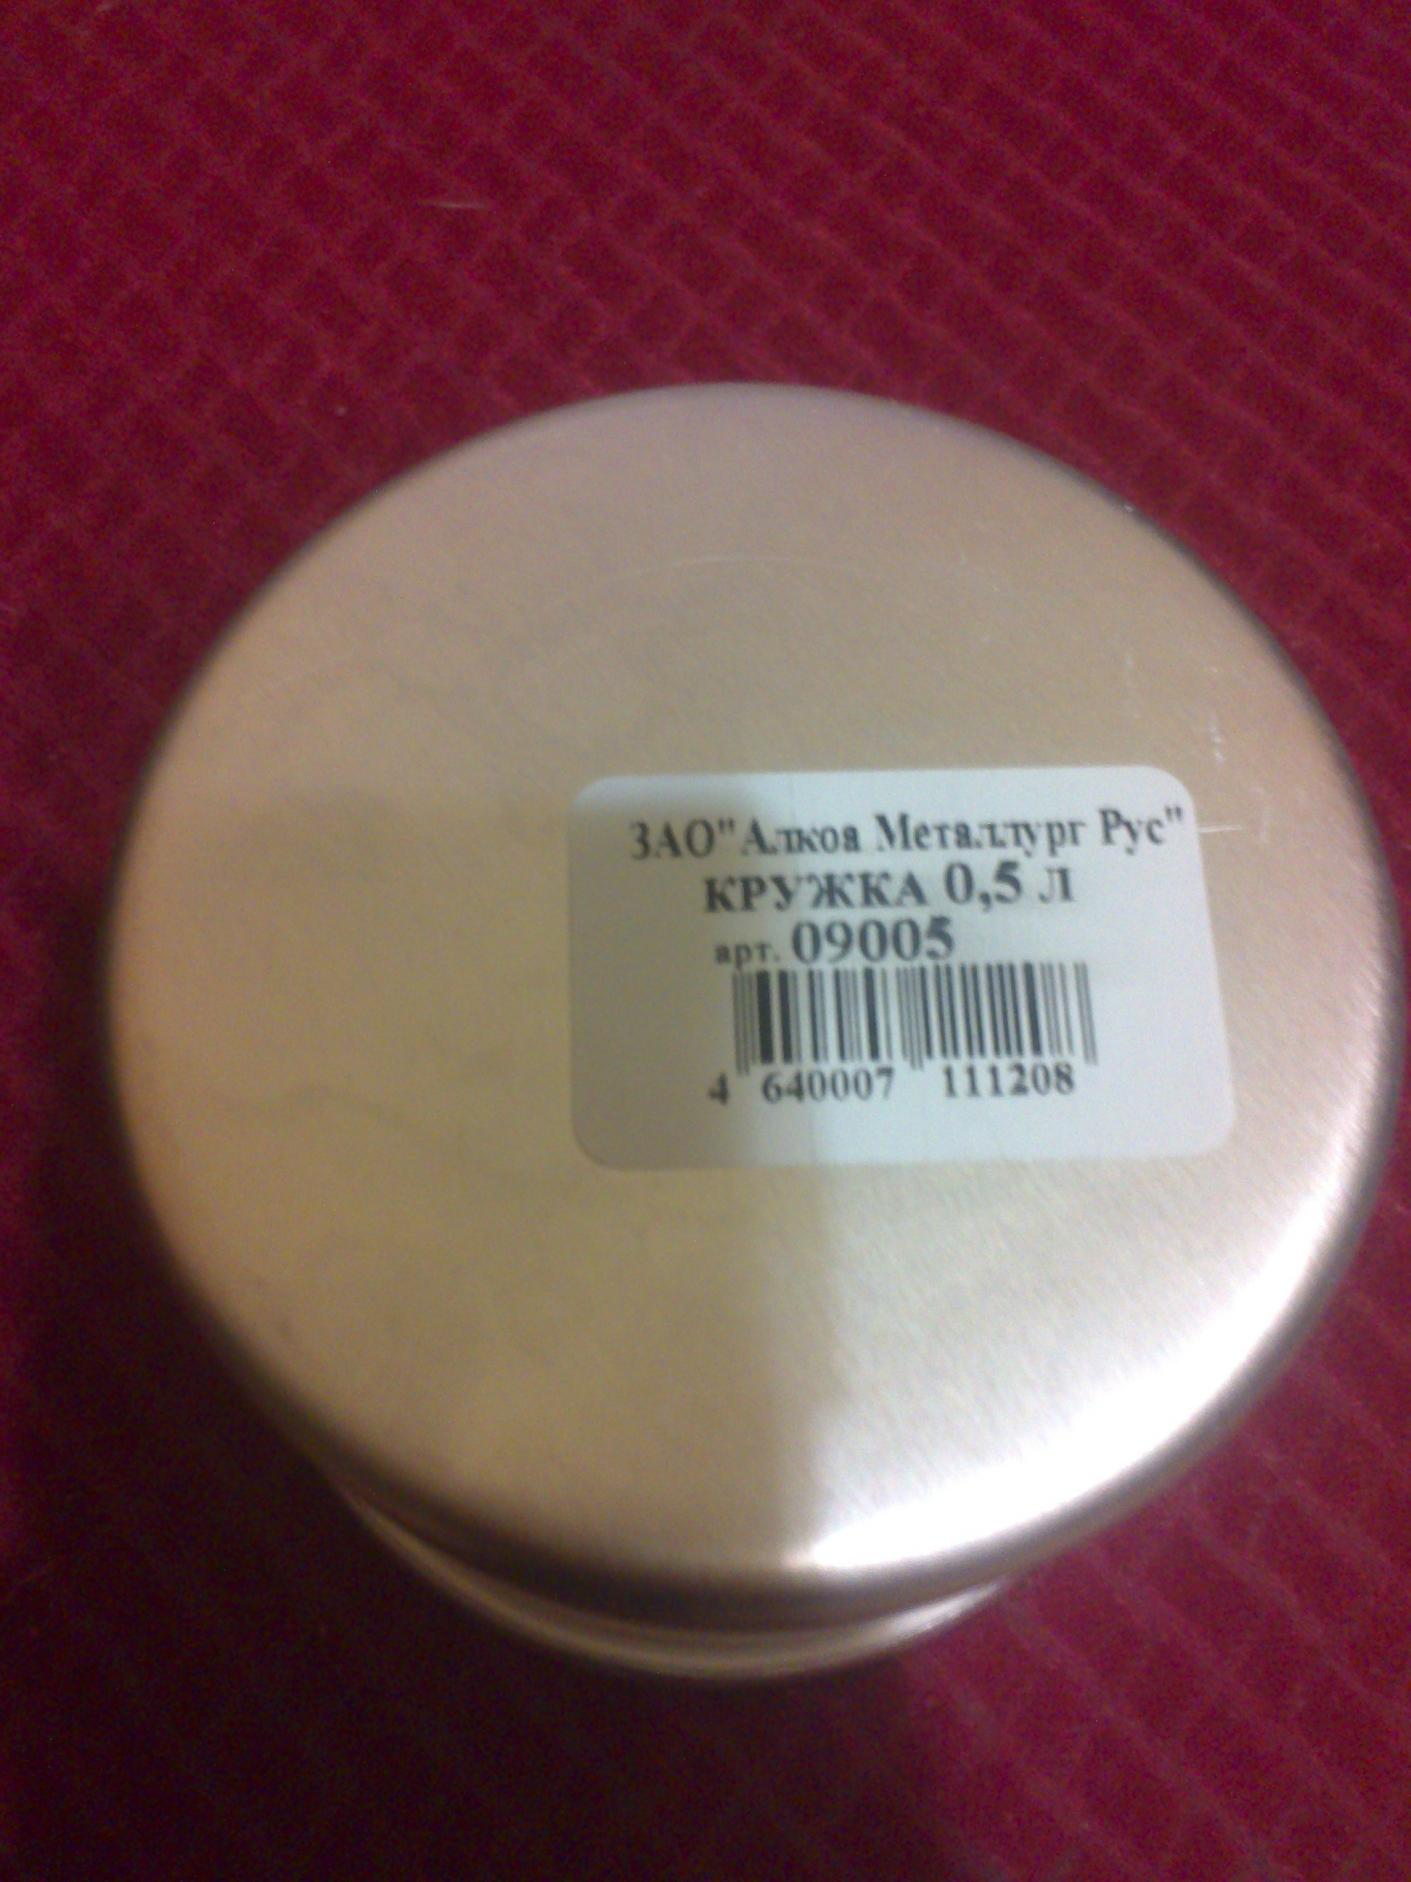 ЗАО"Алкоа Металлург Рус"
КРУЖКА 0,5 Л
арт. 09005
4 640007 111208